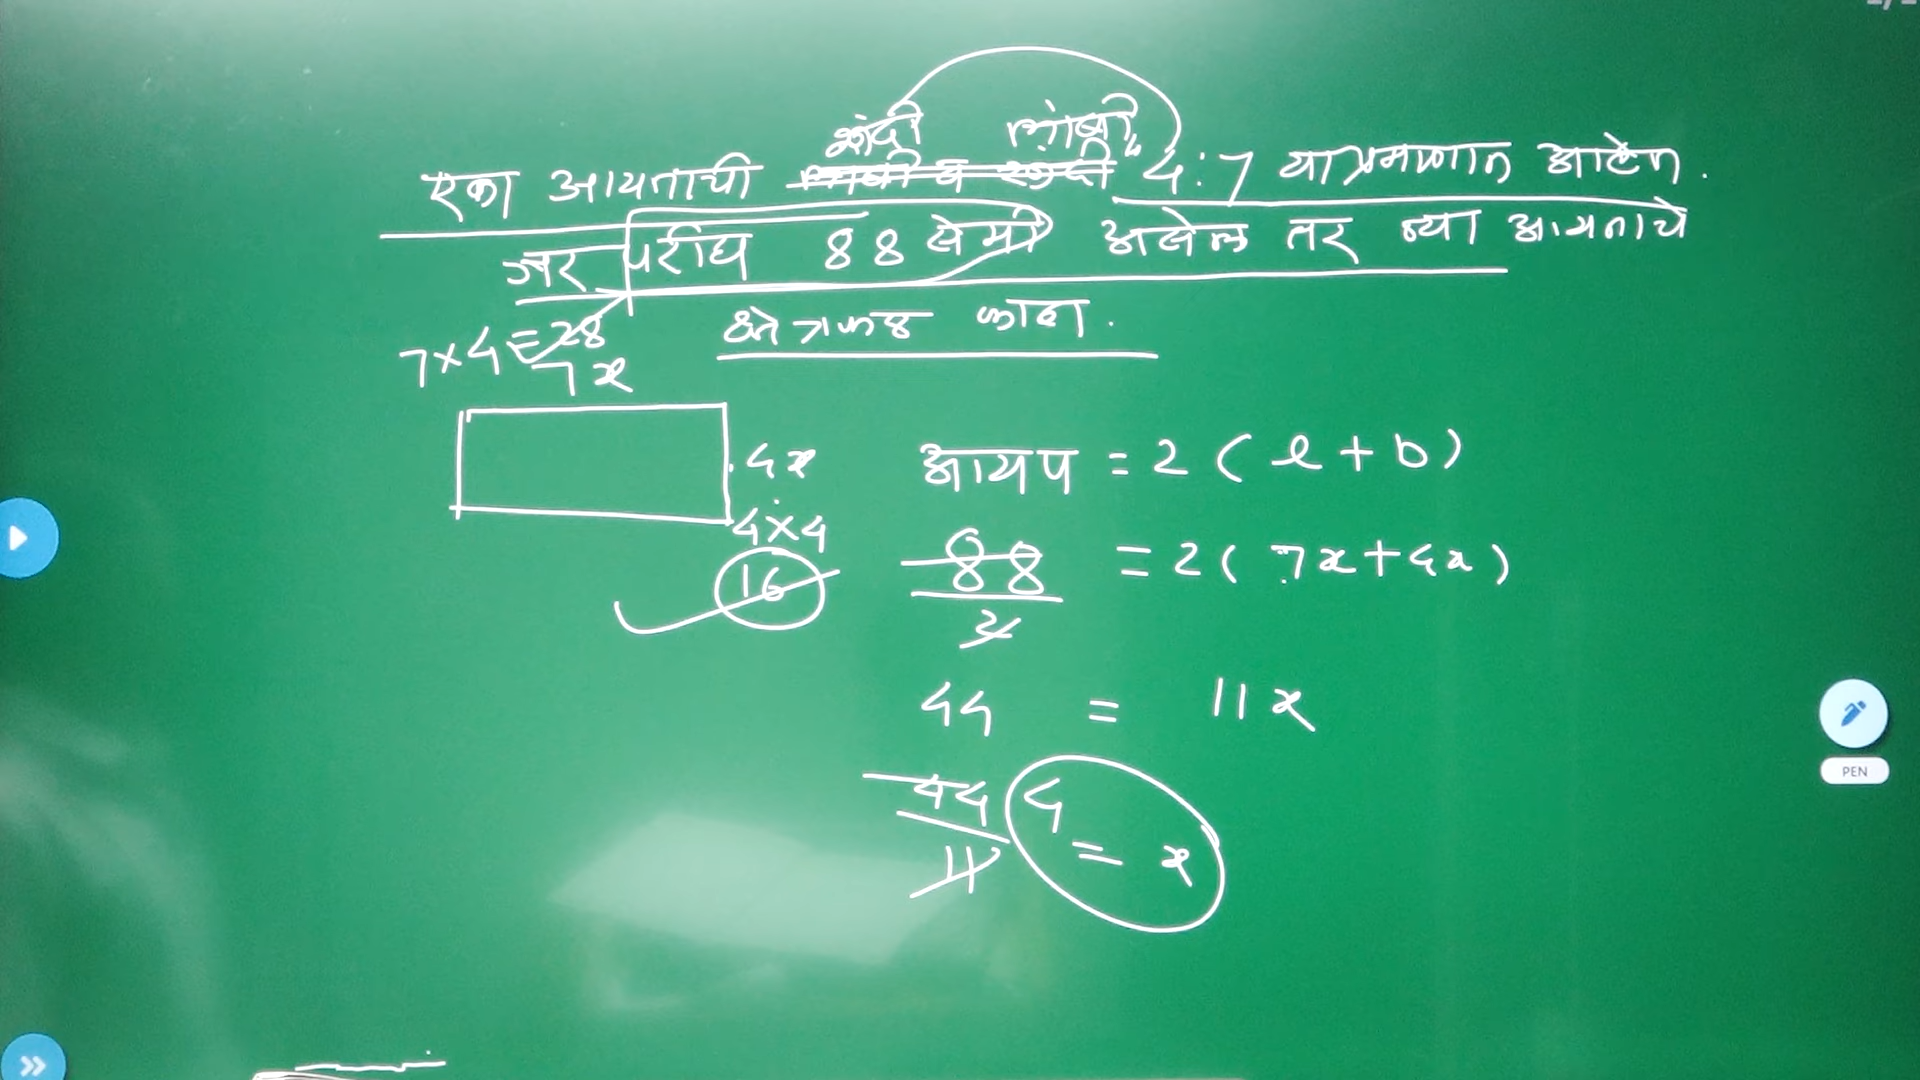 रुंदी लांबी
एका आयताची लांबी व रुंदी 4:7 या प्रमाणात आहेत.
जर परीघ 88 सेमी असेल तर त्या आयताचे
क्षेत्रफळ काढा.
7×4=28
7x
4x
4×4
16
आयप = 2(l+b)
88/2 = 2(7x+4x)
44 = 11x
44/11 4 = x
PEN